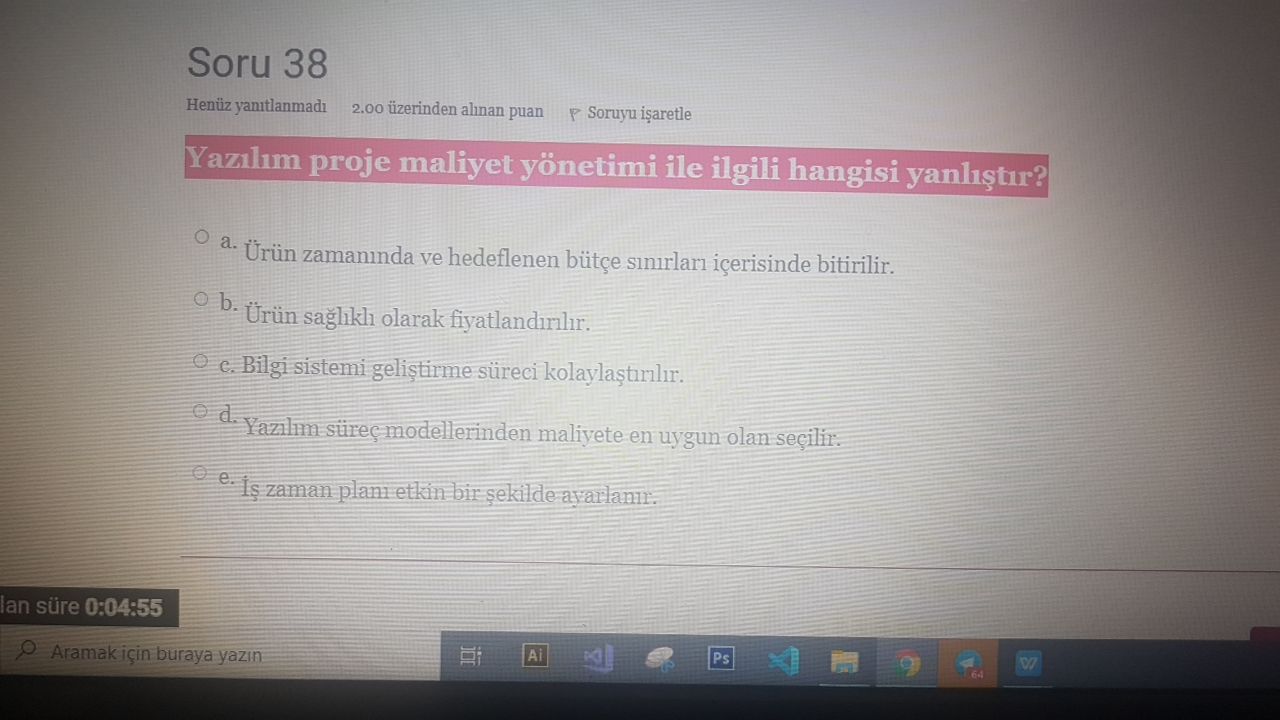 Soru 38
Henüz yanıtlanmadı 2.00 üzerinden alınan puan Soruyu işaretle
Yazılım proje maliyet yönetimi ile ilgili hangisi yanlıştır?
a. Ürün zamanında ve hedeflenen bütçe sınırları içerisinde bitirilir.
b. Ürün sağlıklı olarak fiyatlandırılır.
c. Bilgi sistemi geliştirme süreci kolaylaştırılır.
d. Yazılım süreç modellerinden maliyete en uygun olan seçilir.
e. İş zaman planı etkin bir şekilde ayarlanır.
lan süre 0:04:55
Aramak için buraya yazın
Ai
Ps
64
W